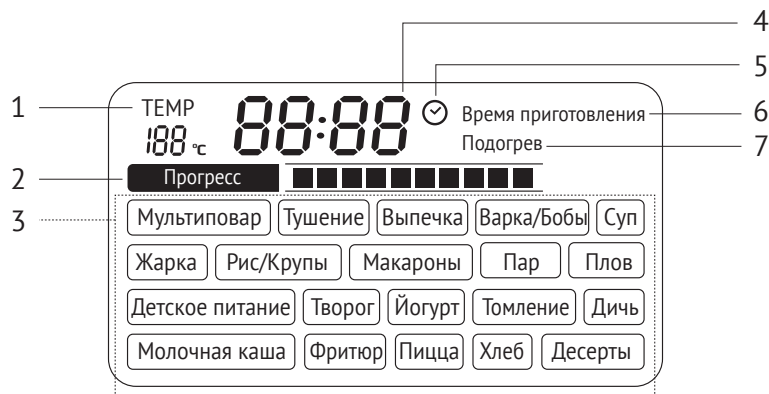 4
5
1 TEMP 88:88 Время приготовления 6
188 °C Подогрев 7
2 Прогресс
3 Мультиповар Тушение Выпечка Варка/Бобы Суп
Жарка Рис/Крупы Макароны Пар Плов
Детское питание Творог Йогурт Томление Дичь
Молочная каша Фритюр Пицца Хлеб Десерты